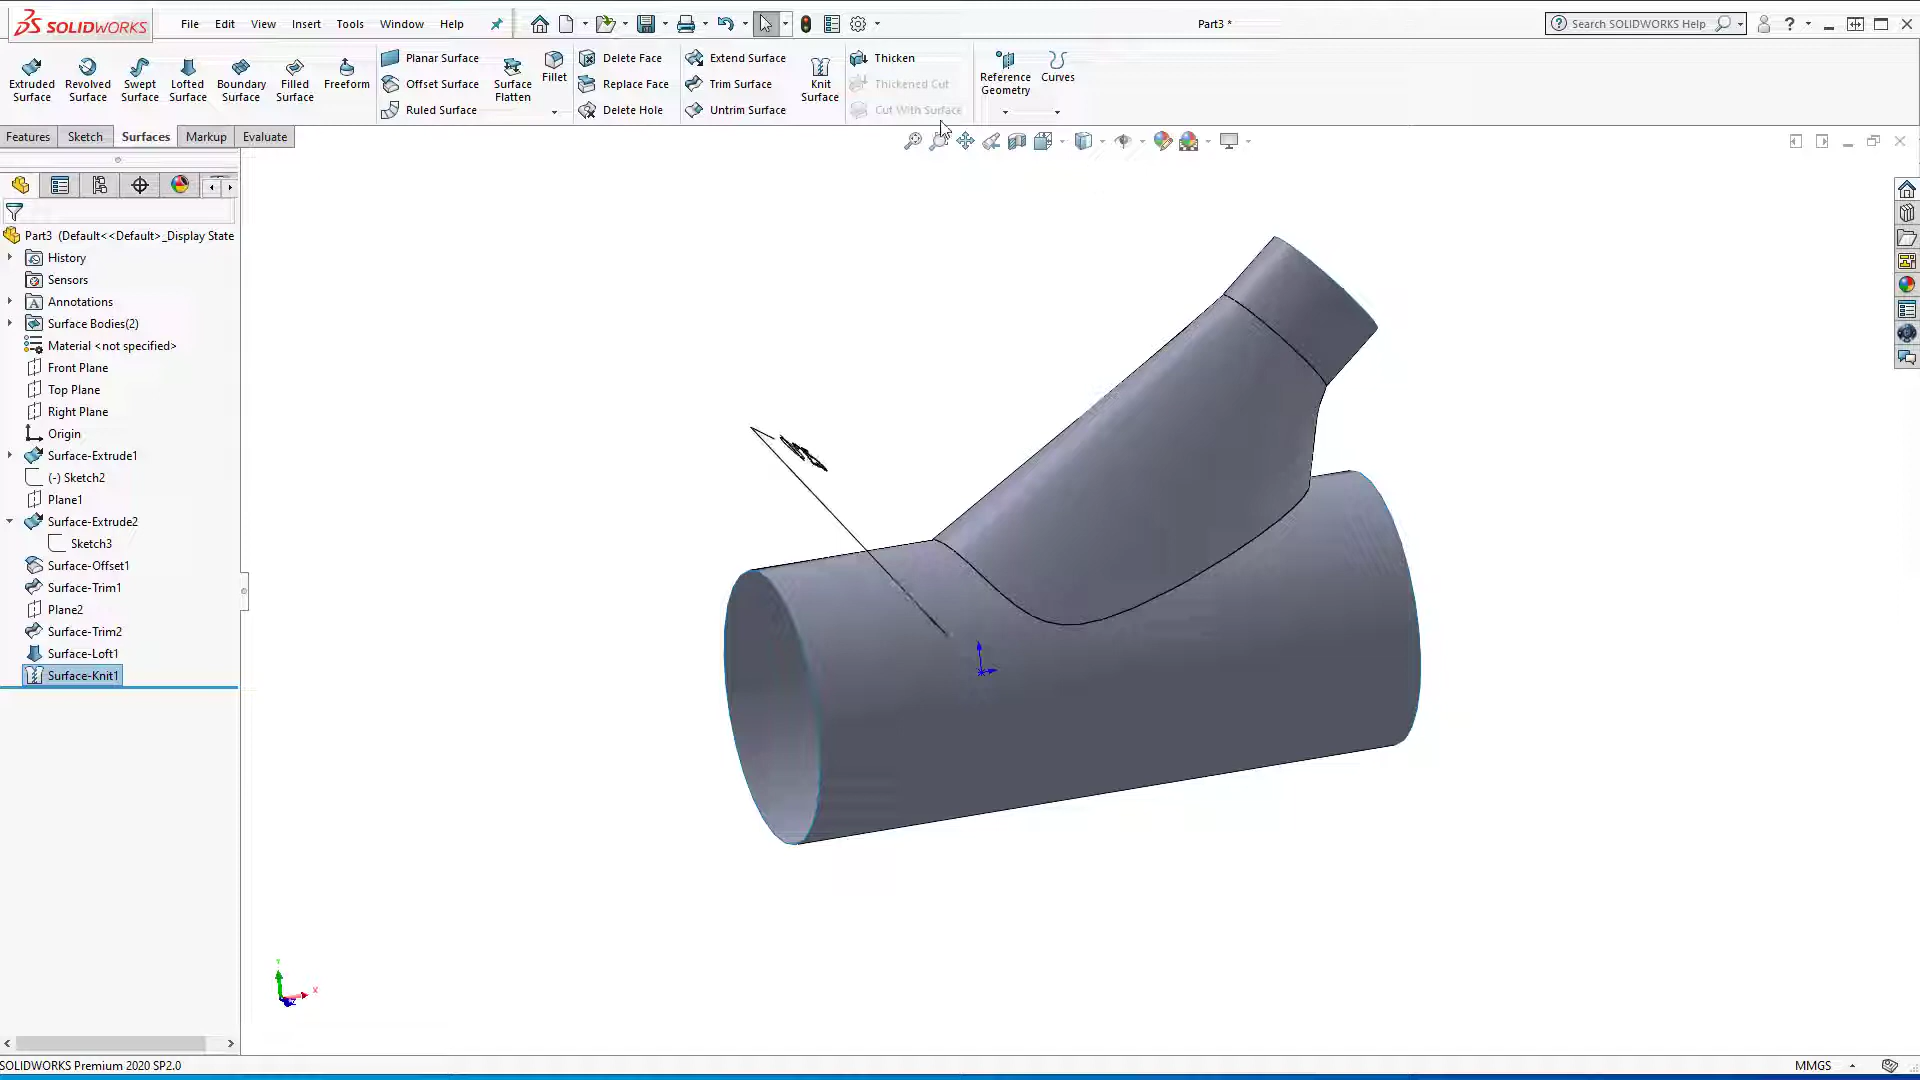 SOLIDWORKS
File
Edit
View
Insert
Tools
Window
Help
Part3 *
Search SOLIDWORKS Help
?
Extruded Surface
Revolved Surface
Swept Surface
Lofted Surface
Boundary Surface
Filled Surface
Freeform
Planar Surface
Offset Surface
Ruled Surface
Surface Flatten
Fillet
Delete Face
Replace Face
Delete Hole
Extend Surface
Trim Surface
Untrim Surface
Knit Surface
Thicken
Thickened Cut
Cut With Surface
Reference Geometry
Curves
Features
Sketch
Surfaces
Markup
Evaluate
Part3 (Default<<Default>_Display State
History
Sensors
Annotations
Surface Bodies(2)
Material <not specified>
Front Plane
Top Plane
Right Plane
Origin
Surface-Extrude1
(-) Sketch2
Plane1
Surface-Extrude2
Sketch3
Surface-Offset1
Surface-Trim1
Plane2
Surface-Trim2
Surface-Loft1
Surface-Knit1
Y
X
SOLIDWORKS Premium 2020 SP2.0
MMGS